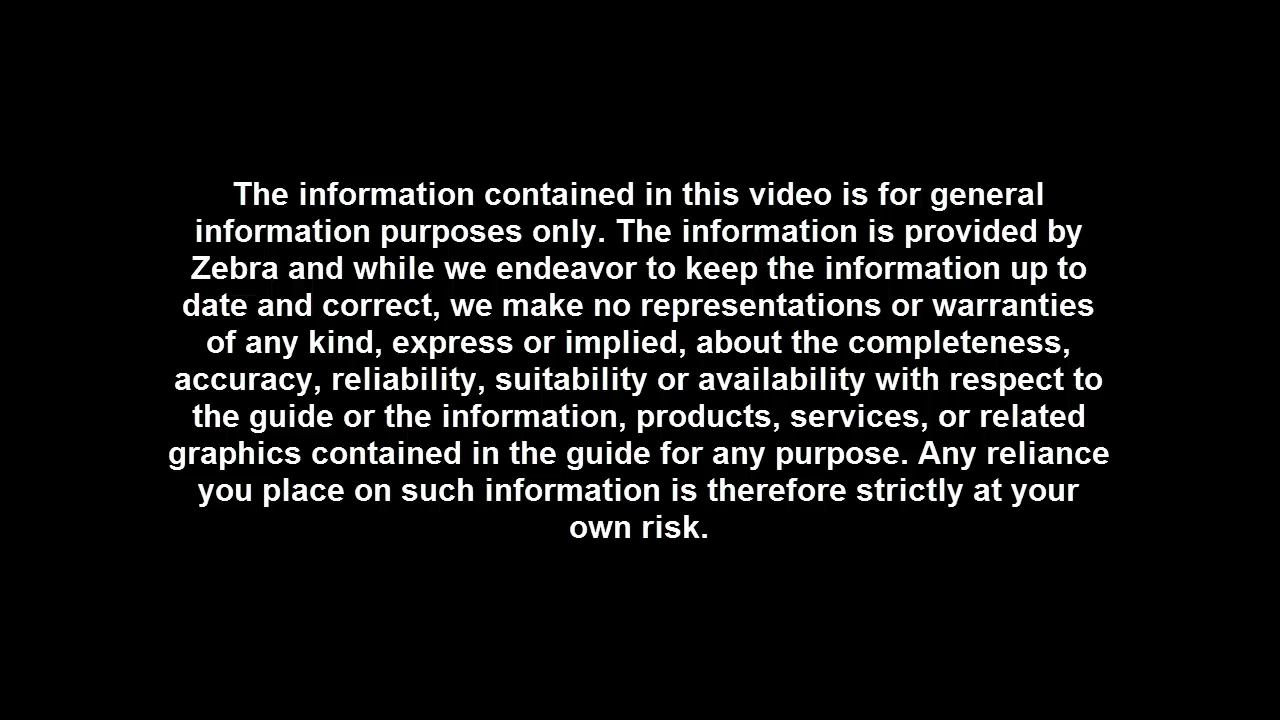 The information contained in this video is for general
information purposes only. The information is provided by
Zebra and while we endeavor to keep the information up to
date and correct, we make no representations or warranties
of any kind, express or implied, about the completeness,
accuracy, reliability, suitability or availability with respect to
the guide or the information, products, services, or related
graphics contained in the guide for any purpose. Any reliance
you place on such information is therefore strictly at your
own risk.